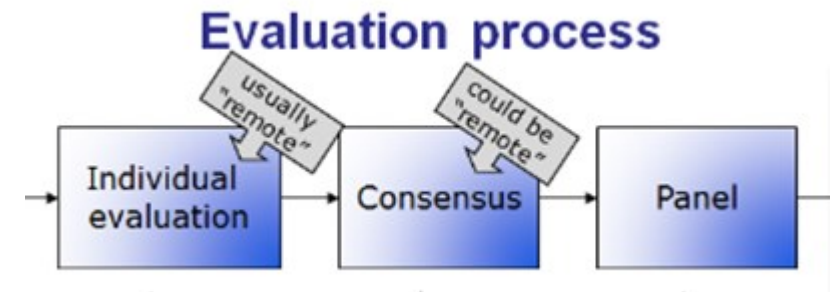 Evaluation process
usually
"remote"
could be
"remote"
Individual
evaluation
Consensus
Panel